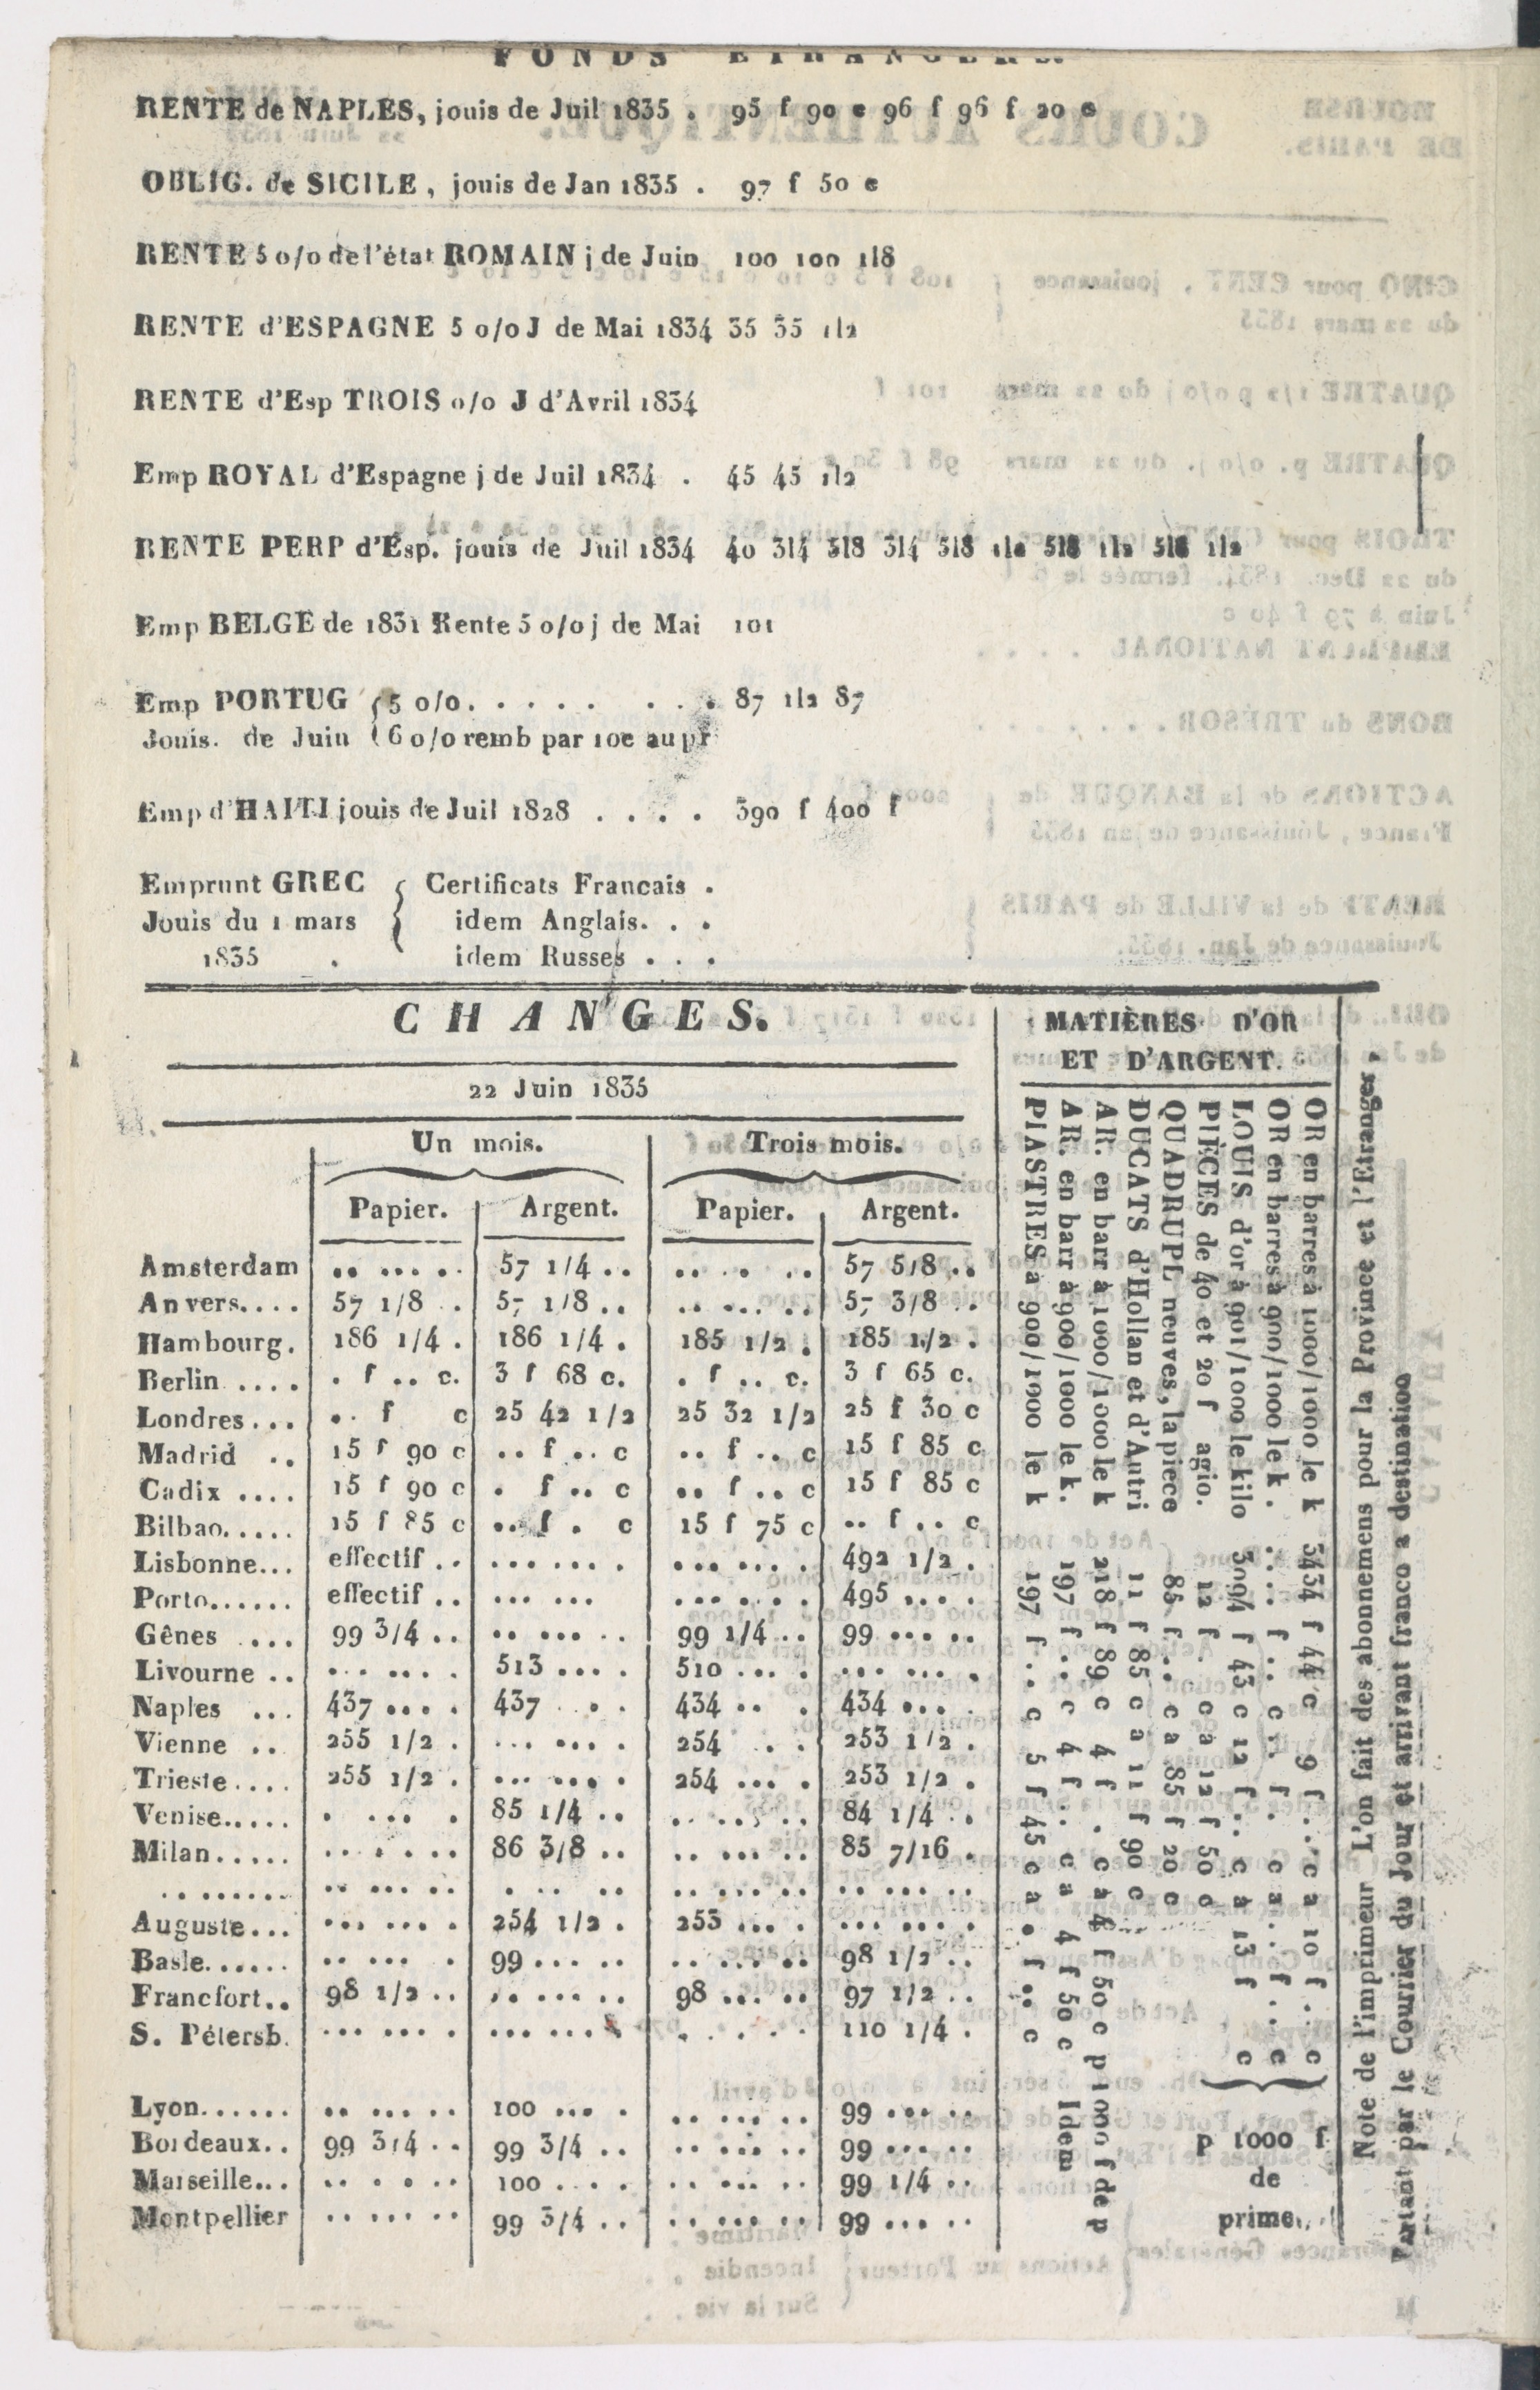 FONDS ETRANGERS.
RENTE de NAPLES, jouis de Juil 1835 . 95 f 90 c 96 f 96 f 20 c
OBLIG. de SICILE, jouis de Jan 1835 . 97 f 50 c
RENTE 5 o/o de l'état ROMAIN j de Juin 100 100 1|8
RENTE d'ESPAGNE 5 o/o J de Mai 1834 35 35 1|2
RENTE d'Esp TROIS o/o J d'Avril 1834
Emp ROYAL d'Espagne j de Juil 1834 . 45 45 1|2
RENTE PERP d'Esp. jouis de Juil 1834 40 3|4 5|8 3|4 5|8 1|2 5|8 1|2 5|8 1|2
Emp BELGE de 1831 Rente 5 o/o j de Mai 101
Emp PORTUG { 5 o/o. . . . . . . . 87 1|2 87
Jouis. de Juin { 6 o/o remb par 10e au pr
Emp d'HAITI jouis de Juil 1828 . . . . 390 f 400 f
Emprunt GREC { Certificats Francais .
Jouis du 1 mars idem Anglais. . .
1835 . idem Russes . . .
CHANGES.
22 Juin 1835
Un mois. Trois mois.
Papier. Argent. Papier. Argent.
Amsterdam .. ... .. 57 1/4 .. .. . .. 57 5/8 ..
Anvers.... 57 1/8 .. 57 1/8 .. .. ... .. 57 3/8 ..
Hambourg. 186 1/4 . 186 1/4 . 185 1/2 . 185 1/2 .
Berlin .... . f .. c. 3 f 68 c. . f .. c. 3 f 65 c.
Londres... .. f c 25 42 1/2 25 32 1/2 25 f 30 c
Madrid .. 15 f 90 c .. f .. c .. f .. c 15 f 85 c
Cadix .... 15 f 90 c . f .. c .. f .. c 15 f 85 c
Bilbao..... 15 f 85 c .. f . c 15 f 75 c .. f .. c
Lisbonne... effectif .. ... ... . ... ... . 492 1/2 .
Porto...... effectif .. ... ... ... ... . 495 ... .
Gênes .... 99 3/4 .. .. ... .. 99 1/4 .. 99 ... ..
Livourne .. ... ... . 513 ... . 510 ... . ... ... .
Naples ... 437 ... . 437 . . . 434 .. . 434 ... .
Vienne .. 255 1/2 . ... ... . 254 . . 253 1/2 .
Trieste.... 255 1/2 . ... ... . 254 ... . 253 1/2 .
Venise..... . ... . 85 1/4 .. .. ... .. 84 1/4 ..
Milan..... .. ... .. 86 3/8 .. .. ... .. 85 7/16 .
. ...... .. ... .. . .. .. .. ... .. .. ... ..
Auguste... ... ... . 254 1/2 . 253 ... . ... ... .
Basle...... .. ... . 99 ... .. .. ... .. 98 1/2 ..
Francfort.. 98 1/2 .. .. ... .. 98 ... .. 97 1/2 ..
S. Pétersb. ... ... . ... ... . . . . . 110 1/4 .
Lyon...... .. ... .. 100 ... . .. ... .. 99 ... ..
Bordeaux.. 99 3/4 .. 99 3/4 .. .. ... .. 99 ... ..
Marseille... .. . . .. 100 ... . .. ... .. 99 1/4 ..
Montpellier .. ... .. 99 3/4 .. .. ... .. 99 ... ..
MATIÈRES D'OR
ET D'ARGENT.
OR en barres à 1000/1000 le k 3434 f 44 c 9 f .. c a 10 f .. c
OR en barres à 900/1000 le k . .... f .. c .. f . c a .. f .. c
LOUIS d'or à 901/1000 le kilo 3094 f 43 c 12 f .. c à 13 f c
PIÈCES de 40 et 20 f agio. 12 f . c à 12 f 50 c
QUADRUPL neuves, la piece 85 f .. c a 85 f 20 c
DUCATS d'Hollan et d'Autri 11 f 85 c a 11 f 90 c
AR. en barr à 1000/1000 le k 218 f 89 c 4 f . c à 4 f 50 c p 1000 f de p
AR. en barr à 900/1000 le k. 197 f .. c 4 f .. c a 4 f 50 c Idem
PIASTRES a 900/1000 le k 197 f .. c 5 f 45 c a . f .. c
p 1000 f
de
prime.
Note de l'imprimeur L'on fait des abonnemens pour la Province et l'Etranger,
Partant par le Courrier du Jour et arrivant franco a destination